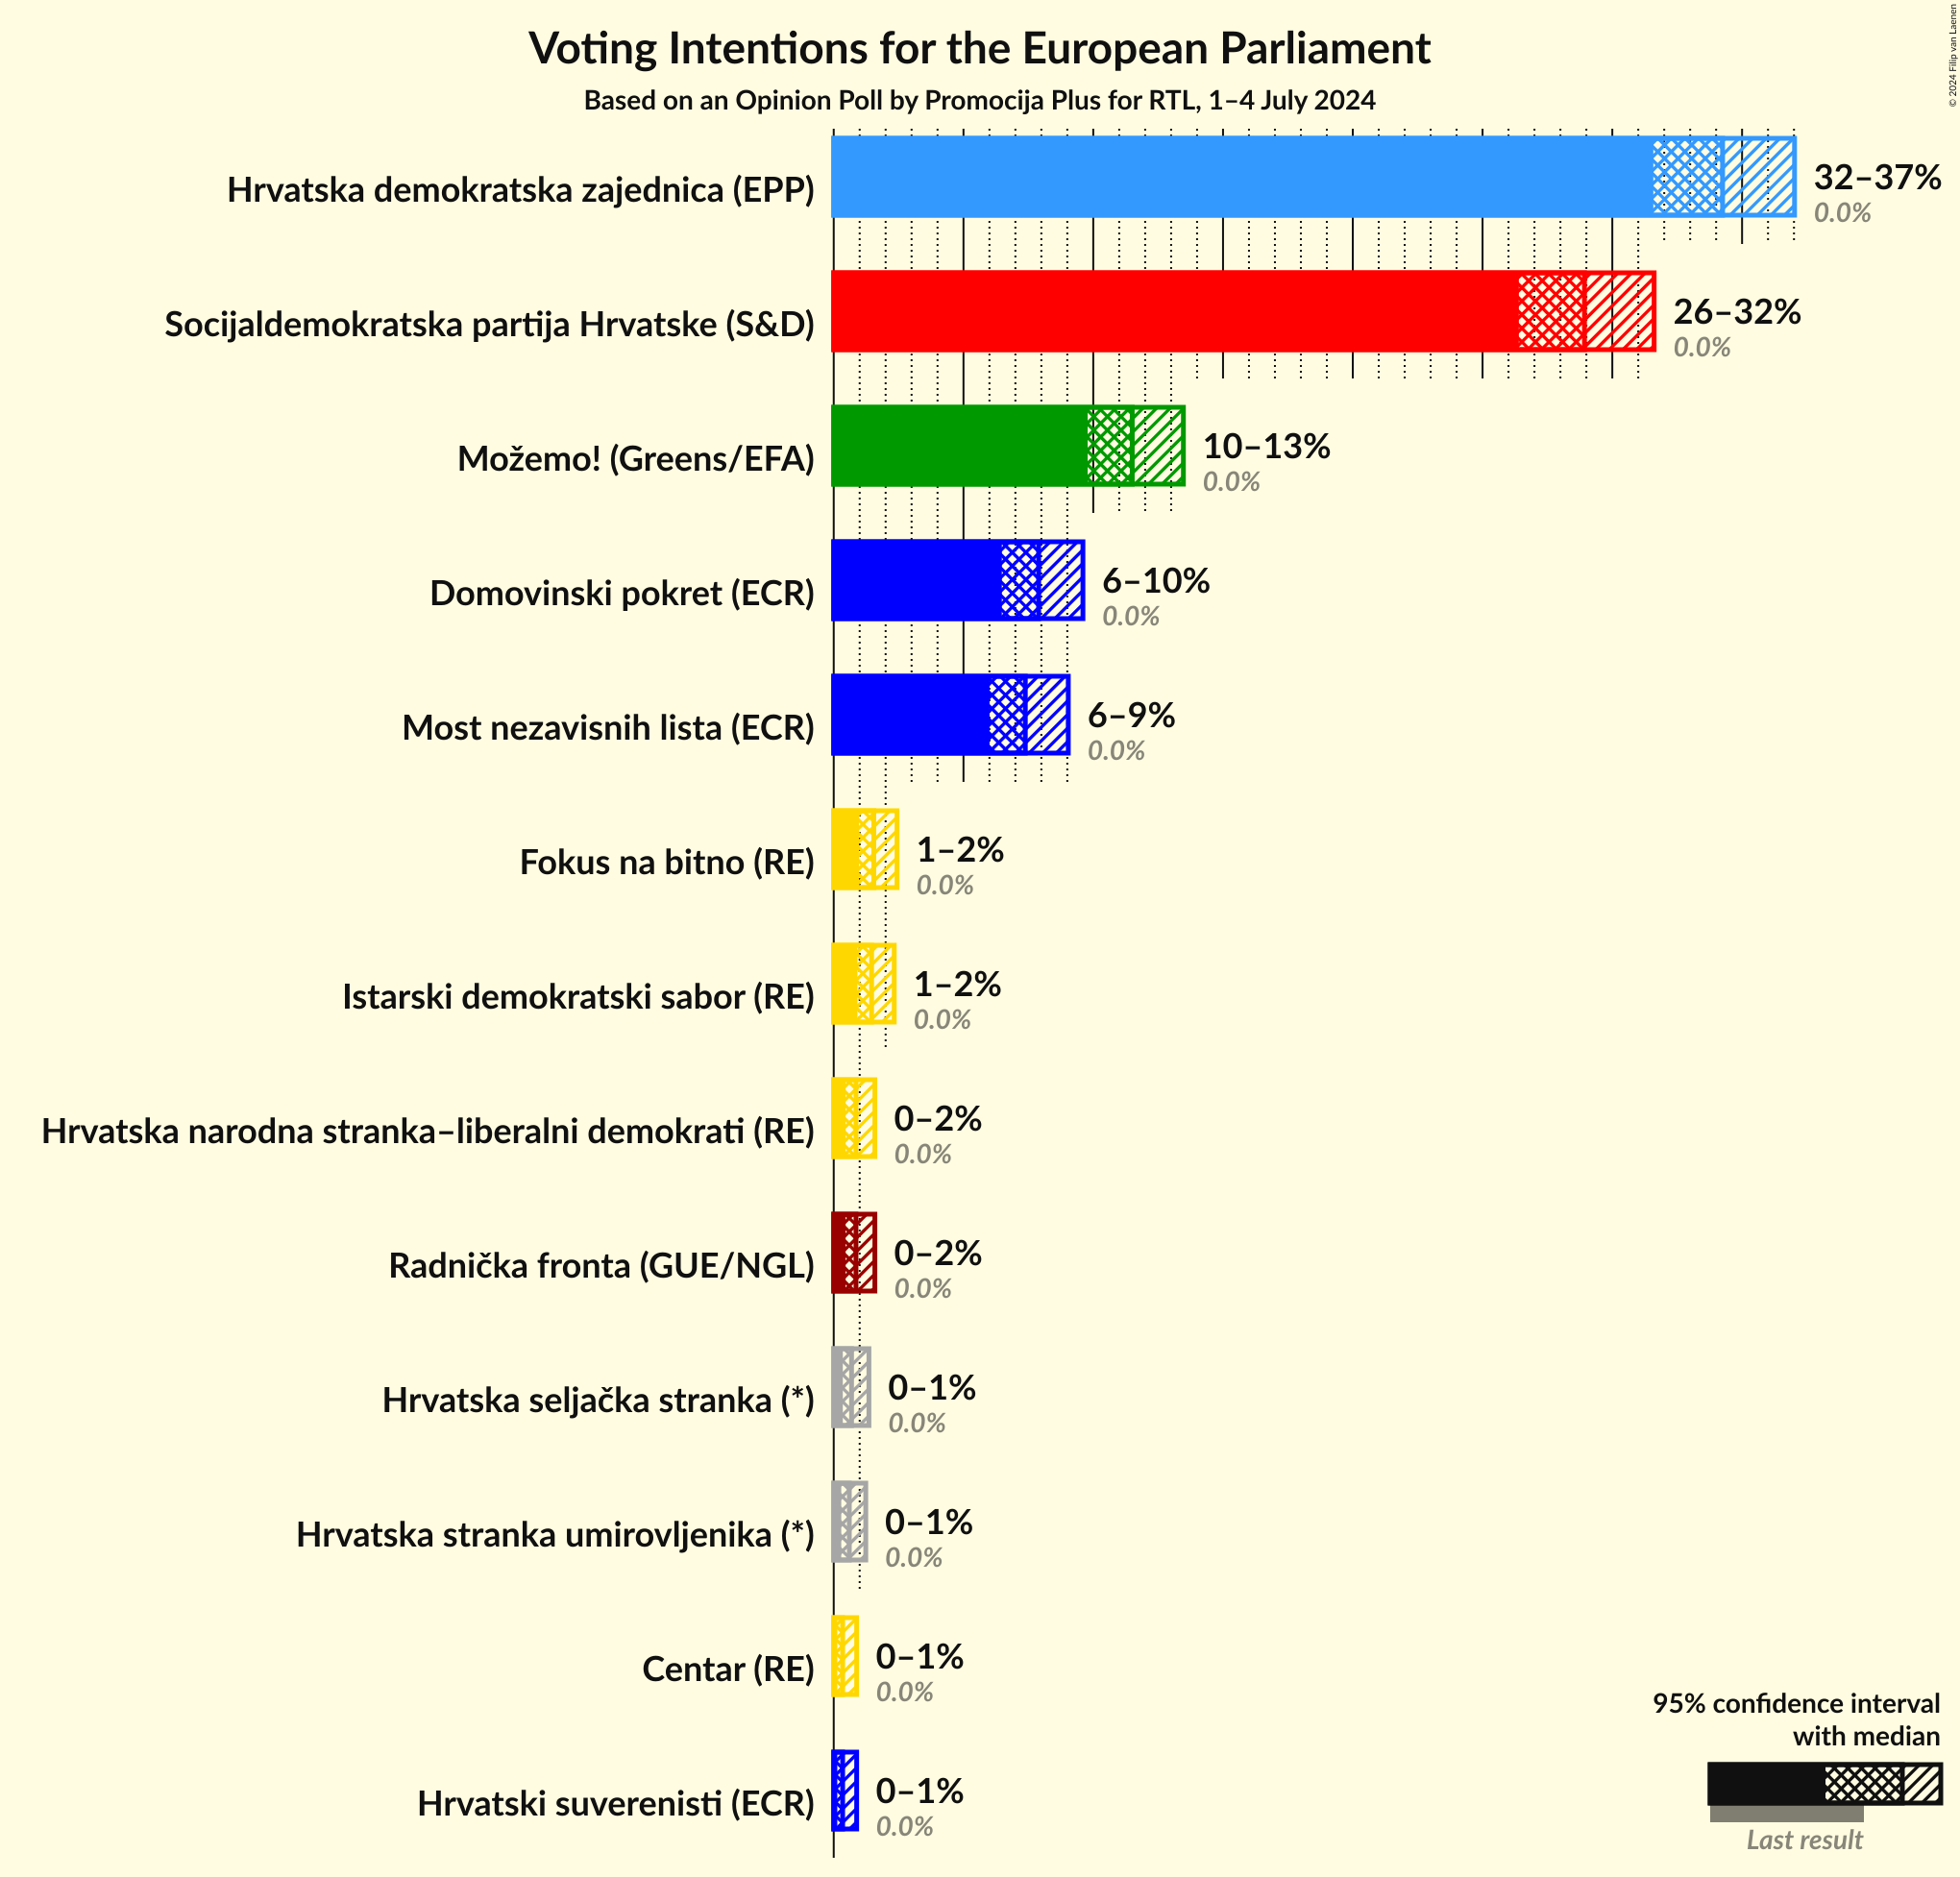 Voting Intentions for the European Parliament
Based on an Opinion Poll by Promocija Plus for RTL, 1–4 July 2024
© 2024 Filip van Laenen
Hrvatska demokratska zajednica (EPP)
32–37%
0.0%
Socijaldemokratska partija Hrvatske (S&D)
26–32%
0.0%
Možemo! (Greens/EFA)
10–13%
0.0%
Domovinski pokret (ECR)
6–10%
0.0%
Most nezavisnih lista (ECR)
6–9%
0.0%
Fokus na bitno (RE)
1–2%
0.0%
Istarski demokratski sabor (RE)
1–2%
0.0%
Hrvatska narodna stranka–liberalni demokrati (RE)
0–2%
0.0%
Radnička fronta (GUE/NGL)
0–2%
0.0%
Hrvatska seljačka stranka (*)
0–1%
0.0%
Hrvatska stranka umirovljenika (*)
0–1%
0.0%
Centar (RE)
0–1%
0.0%
Hrvatski suverenisti (ECR)
0–1%
0.0%
95% confidence interval
with median
Last result